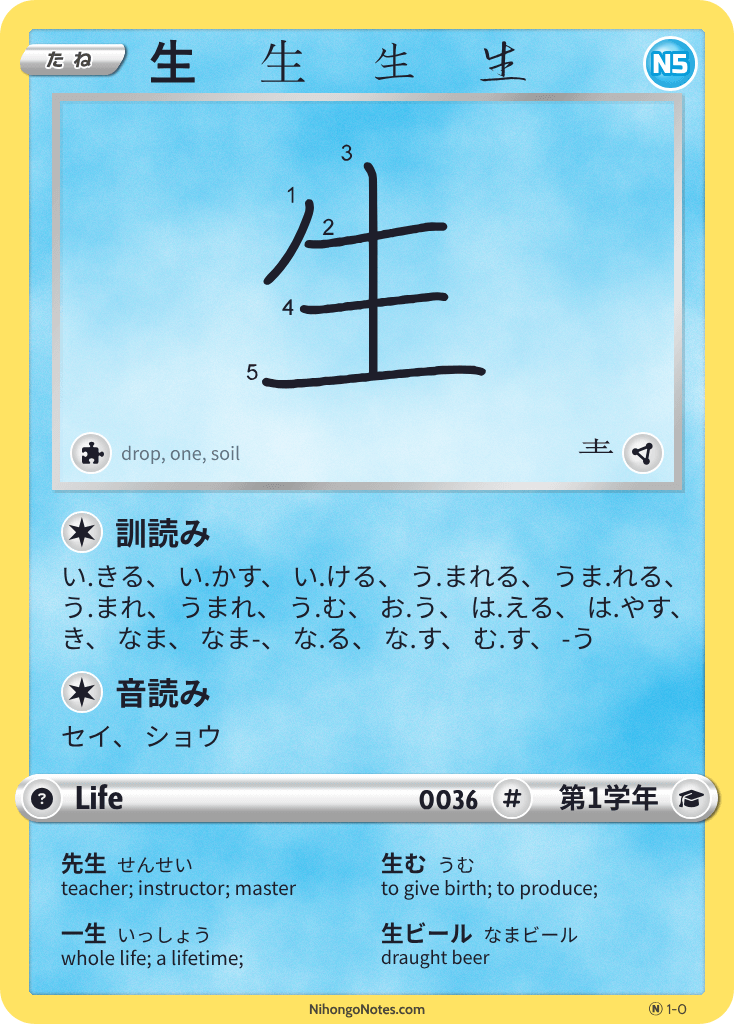 たね 生 生 生 生 N5
3
1
2
4
5
drop, one, soil 龶
訓読み
い.きる、 い.かす、 い.ける、 う.まれる、 うま.れる、
う.まれ、 うまれ、 う.む、 お.う、 は.える、 は.やす、
き、 なま、 なま-、 な.る、 な.す、 む.す、 -う
音読み
セイ、 ショウ
? Life 0036 # 第1学年
先生 せんせい
teacher; instructor; master
生む うむ
to give birth; to produce;
一生 いっしょう
whole life; a lifetime;
生ビール なまビール
draught beer
NihongoNotes.com N 1-0